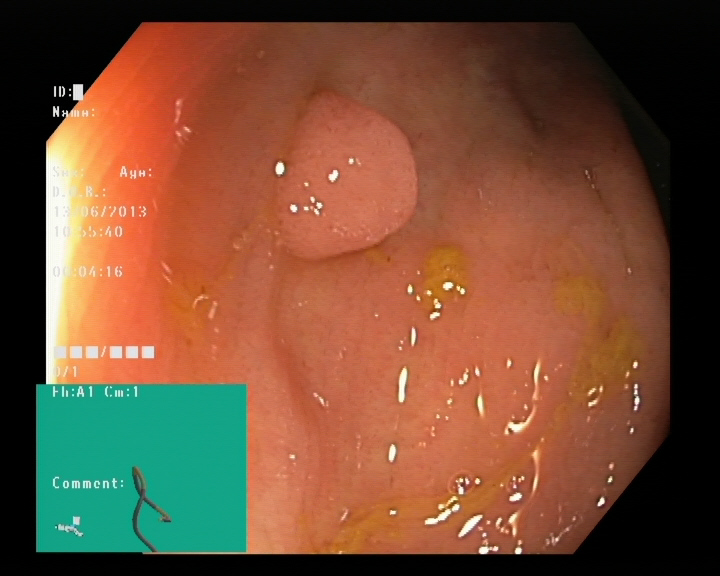 ID:
Name:
Sex: Age:
D.O.B.:
13/06/2013
10:55:40
00:04:16
/
0/1
Eh:A1 Cm:1
Comment: